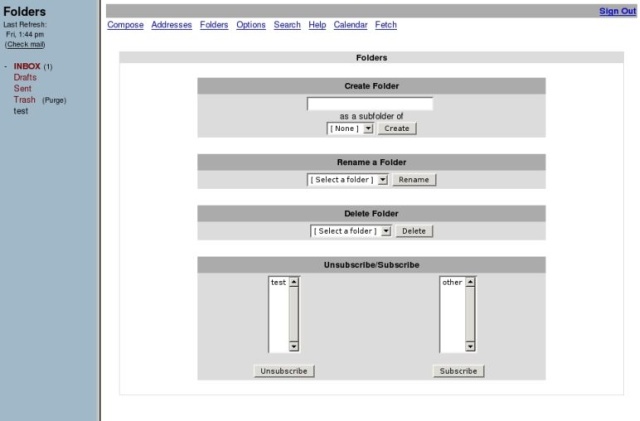 Folders
Last Refresh:
Fri, 1:44 pm
(Check mail)
- INBOX (1)
Drafts
Sent
Trash (Purge)
test
Sign Out
Compose Addresses Folders Options Search Help Calendar Fetch
Folders
Create Folder
as a subfolder of
[ None ] Create
Rename a Folder
[ Select a folder ] Rename
Delete Folder
[ Select a folder ] Delete
Unsubscribe/Subscribe
test other
Unsubscribe Subscribe